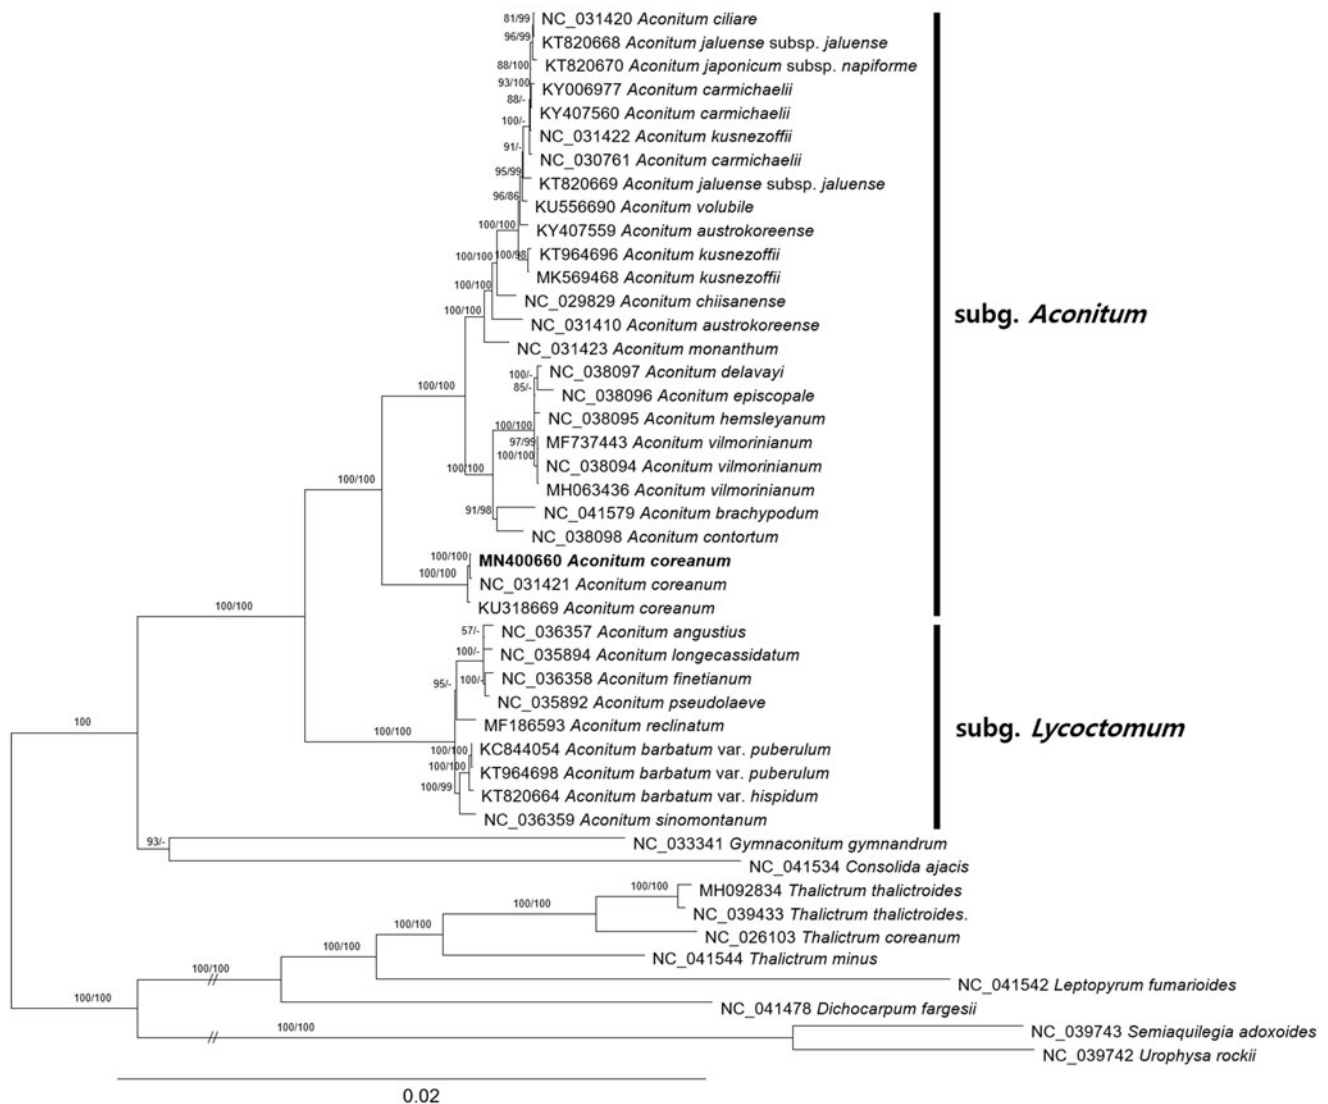 81/99
NC_031420 Aconitum ciliare
96/99
KT820668 Aconitum jaluense subsp. jaluense
88/100
KT820670 Aconitum japonicum subsp. napiforme
93/100
KY006977 Aconitum carmichaelii
88/-
KY407560 Aconitum carmichaelii
100/-
NC_031422 Aconitum kusnezoffii
91/-
NC_030761 Aconitum carmichaelii
95/99
KT820669 Aconitum jaluense subsp. jaluense
96/86
KU556690 Aconitum volubile
100/100
KY407559 Aconitum austrokoreense
100/100
100/98
KT964696 Aconitum kusnezoffii
MK569468 Aconitum kusnezoffii
100/100
NC_029829 Aconitum chiisanense
100/100
NC_031410 Aconitum austrokoreense
subg. Aconitum
NC_031423 Aconitum monanthum
100/-
NC_038097 Aconitum delavayi
100/100
85/-
NC_038096 Aconitum episcopale
NC_038095 Aconitum hemsleyanum
100/100
97/99
MF737443 Aconitum vilmorinianum
100/100
100/100
NC_038094 Aconitum vilmorinianum
100/100
MH063436 Aconitum vilmorinianum
91/98
NC_041579 Aconitum brachypodum
NC_038098 Aconitum contortum
100/100
MN400660 Aconitum coreanum
100/100
NC_031421 Aconitum coreanum
100/100
KU318669 Aconitum coreanum
57/-
NC_036357 Aconitum angustius
100/-
NC_035894 Aconitum longecassidatum
95/-
100/-
NC_036358 Aconitum finetianum
NC_035892 Aconitum pseudolaeve
100
100/100
MF186593 Aconitum reclinatum
subg. Lycoctomum
100/100
KC844054 Aconitum barbatum var. puberulum
100/100
KT964698 Aconitum barbatum var. puberulum
100/99
KT820664 Aconitum barbatum var. hispidum
NC_036359 Aconitum sinomontanum
93/-
NC_033341 Gymnaconitum gymnandrum
NC_041534 Consolida ajacis
100/100
MH092834 Thalictrum thalictroides
100/100
NC_039433 Thalictrum thalictroides.
100/100
NC_026103 Thalictrum coreanum
100/100
NC_041544 Thalictrum minus
100/100
NC_041542 Leptopyrum fumarioides
100/100
NC_041478 Dichocarpum fargesii
100/100
NC_039743 Semiaquilegia adoxoides
NC_039742 Urophysa rockii
0.02